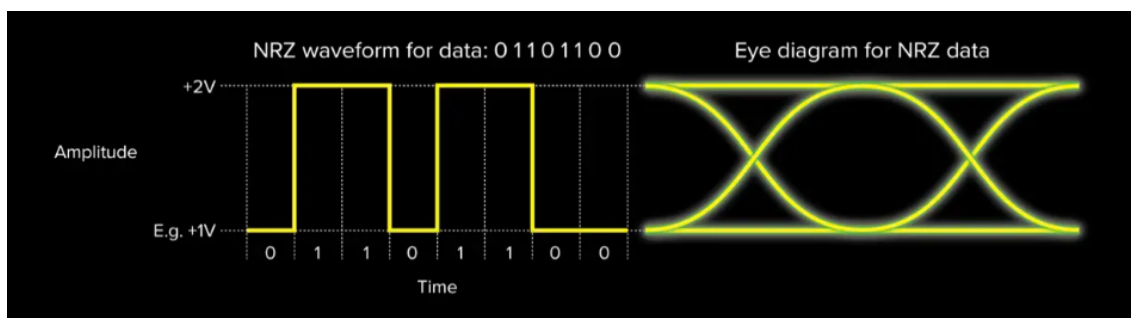 NRZ waveform for data: 0 1 1 0 1 1 0 0
Eye diagram for NRZ data
+2V
Amplitude
E.g. +1V
0 1 1 0 1 1 0 0
Time